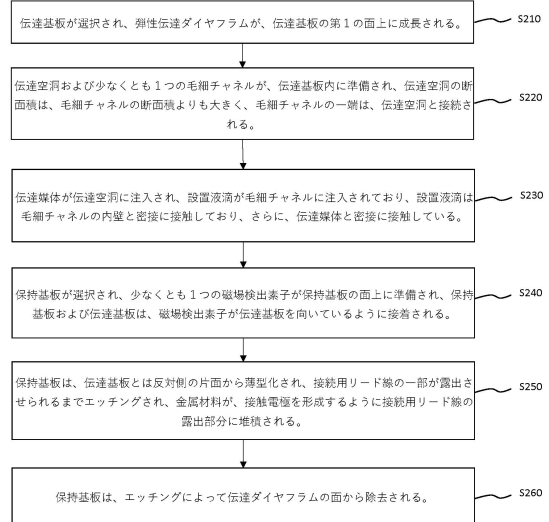 伝達基板が選択され、弾性伝達ダイヤフラムが、伝達基板の第１の面上に成長される。
S210
伝達空洞および少なくとも１つの毛細チャネルが、伝達基板内に準備され、伝達空洞の断
面積は、毛細チャネルの断面積よりも大きく、毛細チャネルの一端は、伝達空洞と接続さ
れる。
S220
伝達媒体が伝達空洞に注入され、設置液滴が毛細チャネルに注入されており、設置液滴は
毛細チャネルの内壁と密接に接触しており、さらに、伝達媒体と密接に接触している。
S230
保持基板が選択され、少なくとも１つの磁場検出素子が保持基板の面上に準備され、保持
基板および伝達基板は、磁場検出素子が伝達基板を向いているように接着される。
S240
保持基板は、伝達基板とは反対側の片面から薄型化され、接続用リード線の一部が露出さ
せられるまでエッチングされ、金属材料が、接触電極を形成するように接続用リード線の
露出部分に堆積される。
S250
保持基板は、エッチングによって伝達ダイヤフラムの面から除去される。
S260